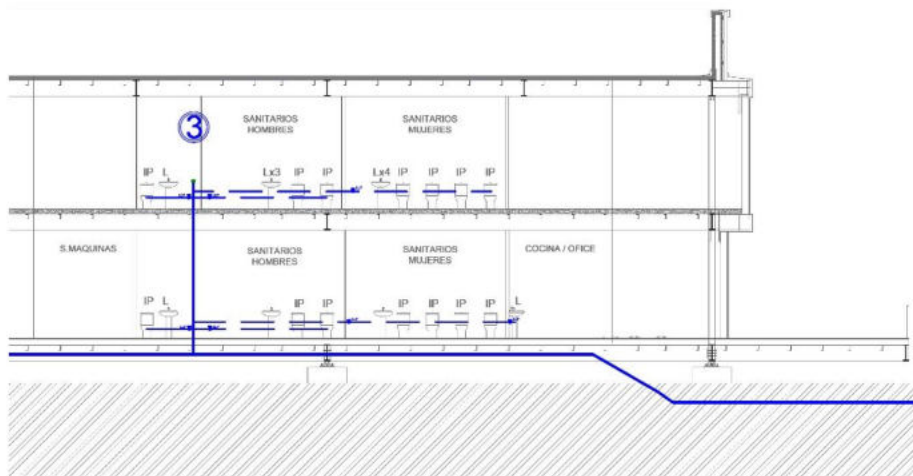 3
SANITARIOS
HOMBRES
SANITARIOS
MUJERES
IP L Lx3 IP IP Lx4 IP IP IP IP
S.MAQUINAS
SANITARIOS
HOMBRES
SANITARIOS
MUJERES
COCINA / OFICE
IP L IP IP IP IP IP IP L